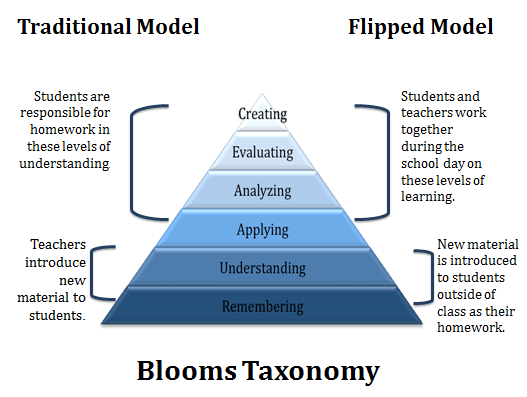 Traditional Model
Flipped Model
Students are
responsible for
homework in
these levels of
understanding
Creating
Evaluating
Analyzing
Applying
Understanding
Remembering
Students and
teachers work
together
during the
school day on
these levels of
learning.
Teachers
introduce
new
material to
students.
New material
is introduced
to students
outside of
class as their
homework.
Blooms Taxonomy